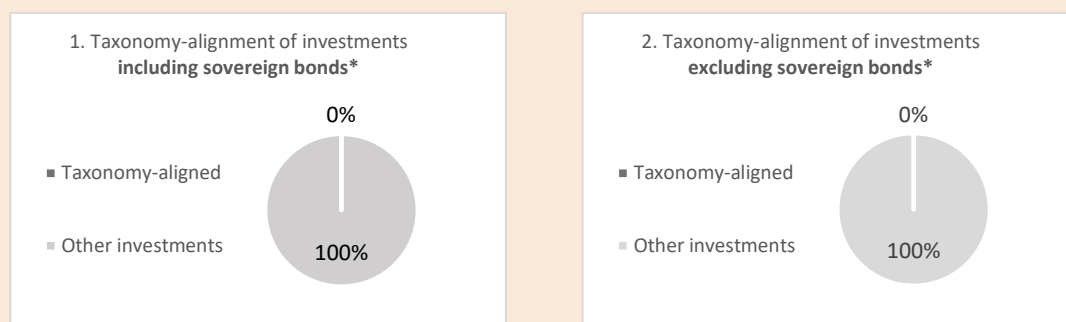 1. Taxonomy-alignment of investments
including sovereign bonds*
0%
Taxonomy-aligned
Other investments
100%
2. Taxonomy-alignment of investments
excluding sovereign bonds*
0%
Taxonomy-aligned
Other investments
100%